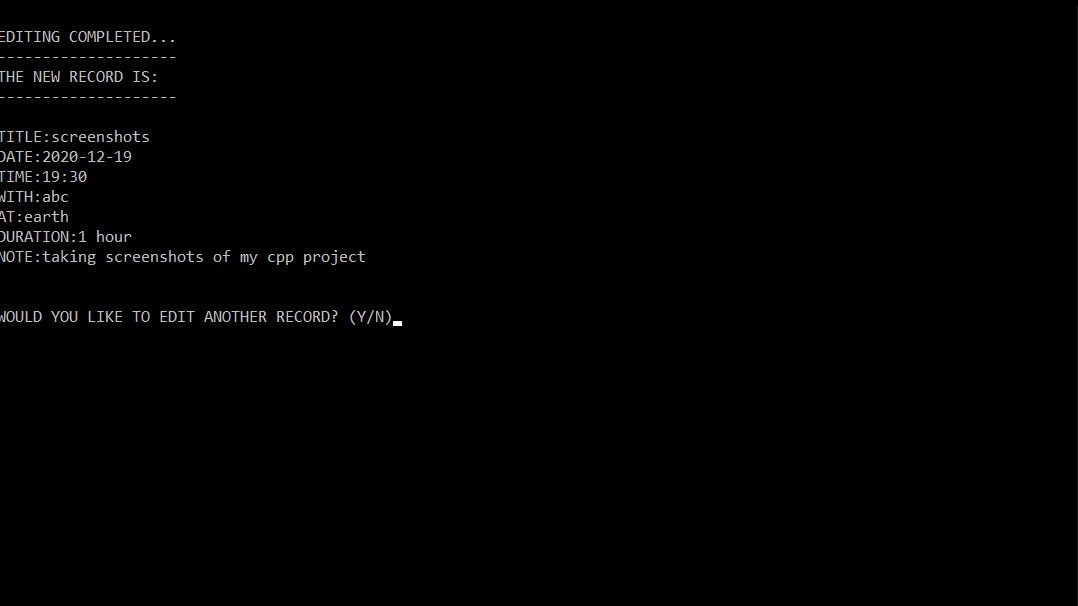 EDITING COMPLETED...
--------------------
THE NEW RECORD IS:
--------------------
TITLE:screenshots
DATE:2020-12-19
TIME:19:30
WITH:abc
AT:earth
DURATION:1 hour
NOTE:taking screenshots of my cpp project
WOULD YOU LIKE TO EDIT ANOTHER RECORD? (Y/N)